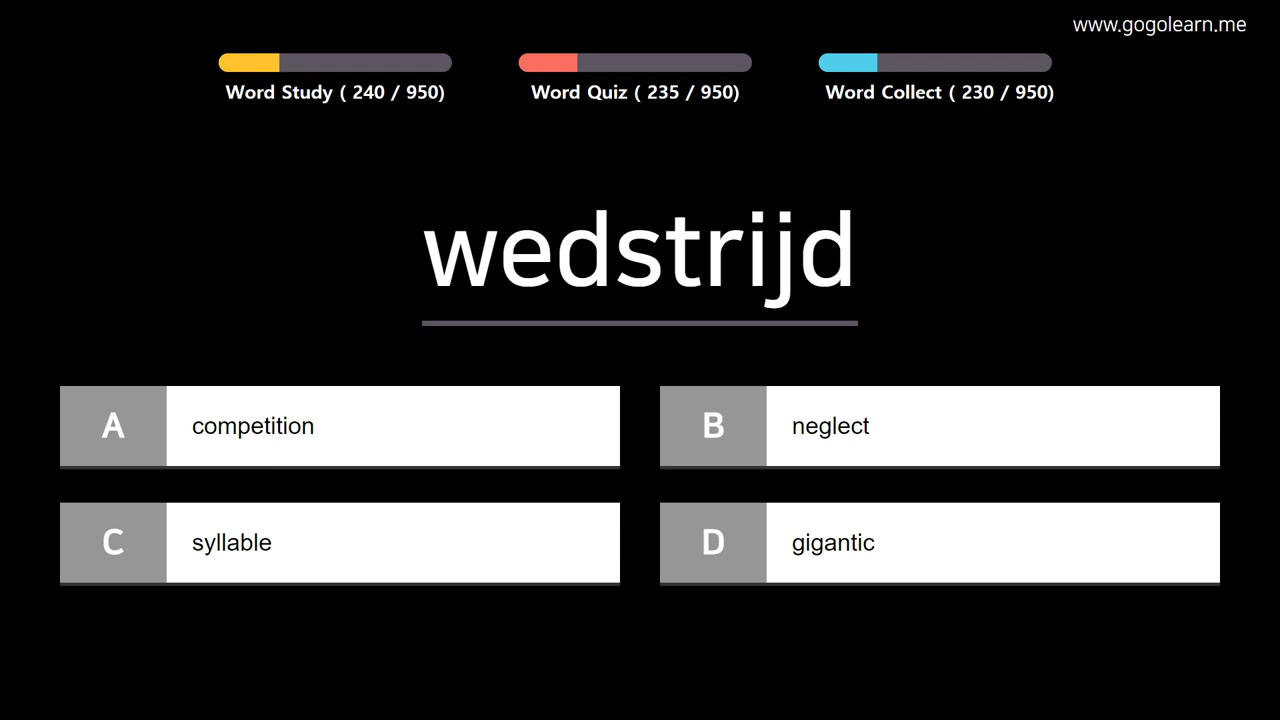 www.gogolearn.me
Word Study ( 240 / 950)
Word Quiz ( 235 / 950)
Word Collect ( 230 / 950)
wedstrijd
A competition
B neglect
C syllable
D gigantic